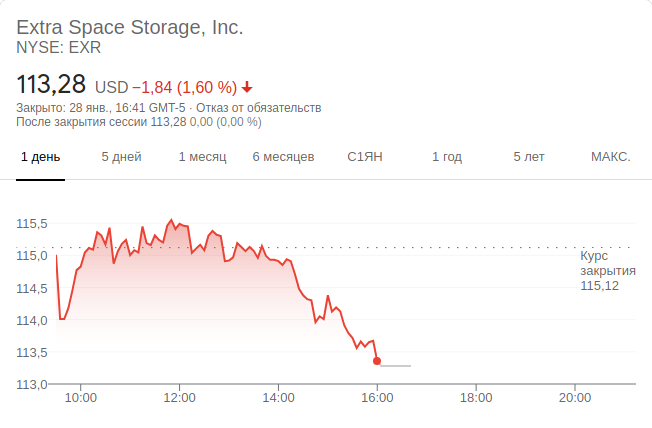 Extra Space Storage, Inc.
NYSE: EXR
113,28 USD −1,84 (1,60 %)
Закрыто: 28 янв., 16:41 GMT-5 · Отказ от обязательств
После закрытия сессии 113,28 0,00 (0,00 %)
1 день 5 дней 1 месяц 6 месяцев С1ЯН 1 год 5 лет МАКС.
115,5
115,0
114,5
114,0
113,5
113,0
Курс
закрытия
115,12
10:00 12:00 14:00 16:00 18:00 20:00